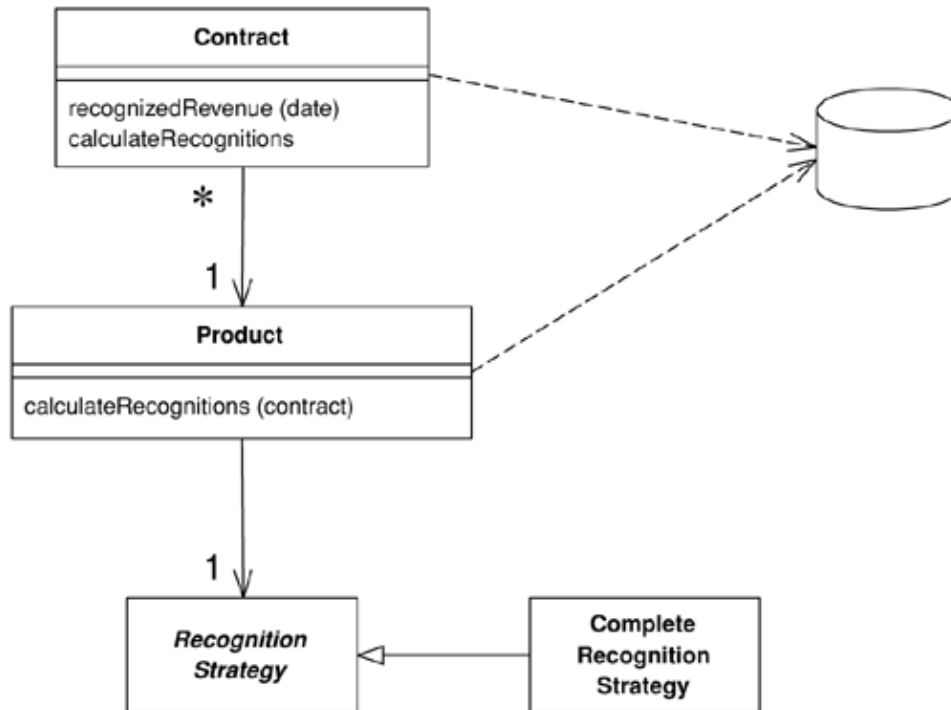 Contract
recognizedRevenue (date)
calculateRecognitions
*
1
Product
calculateRecognitions (contract)
1
Recognition
Strategy
Complete
Recognition
Strategy